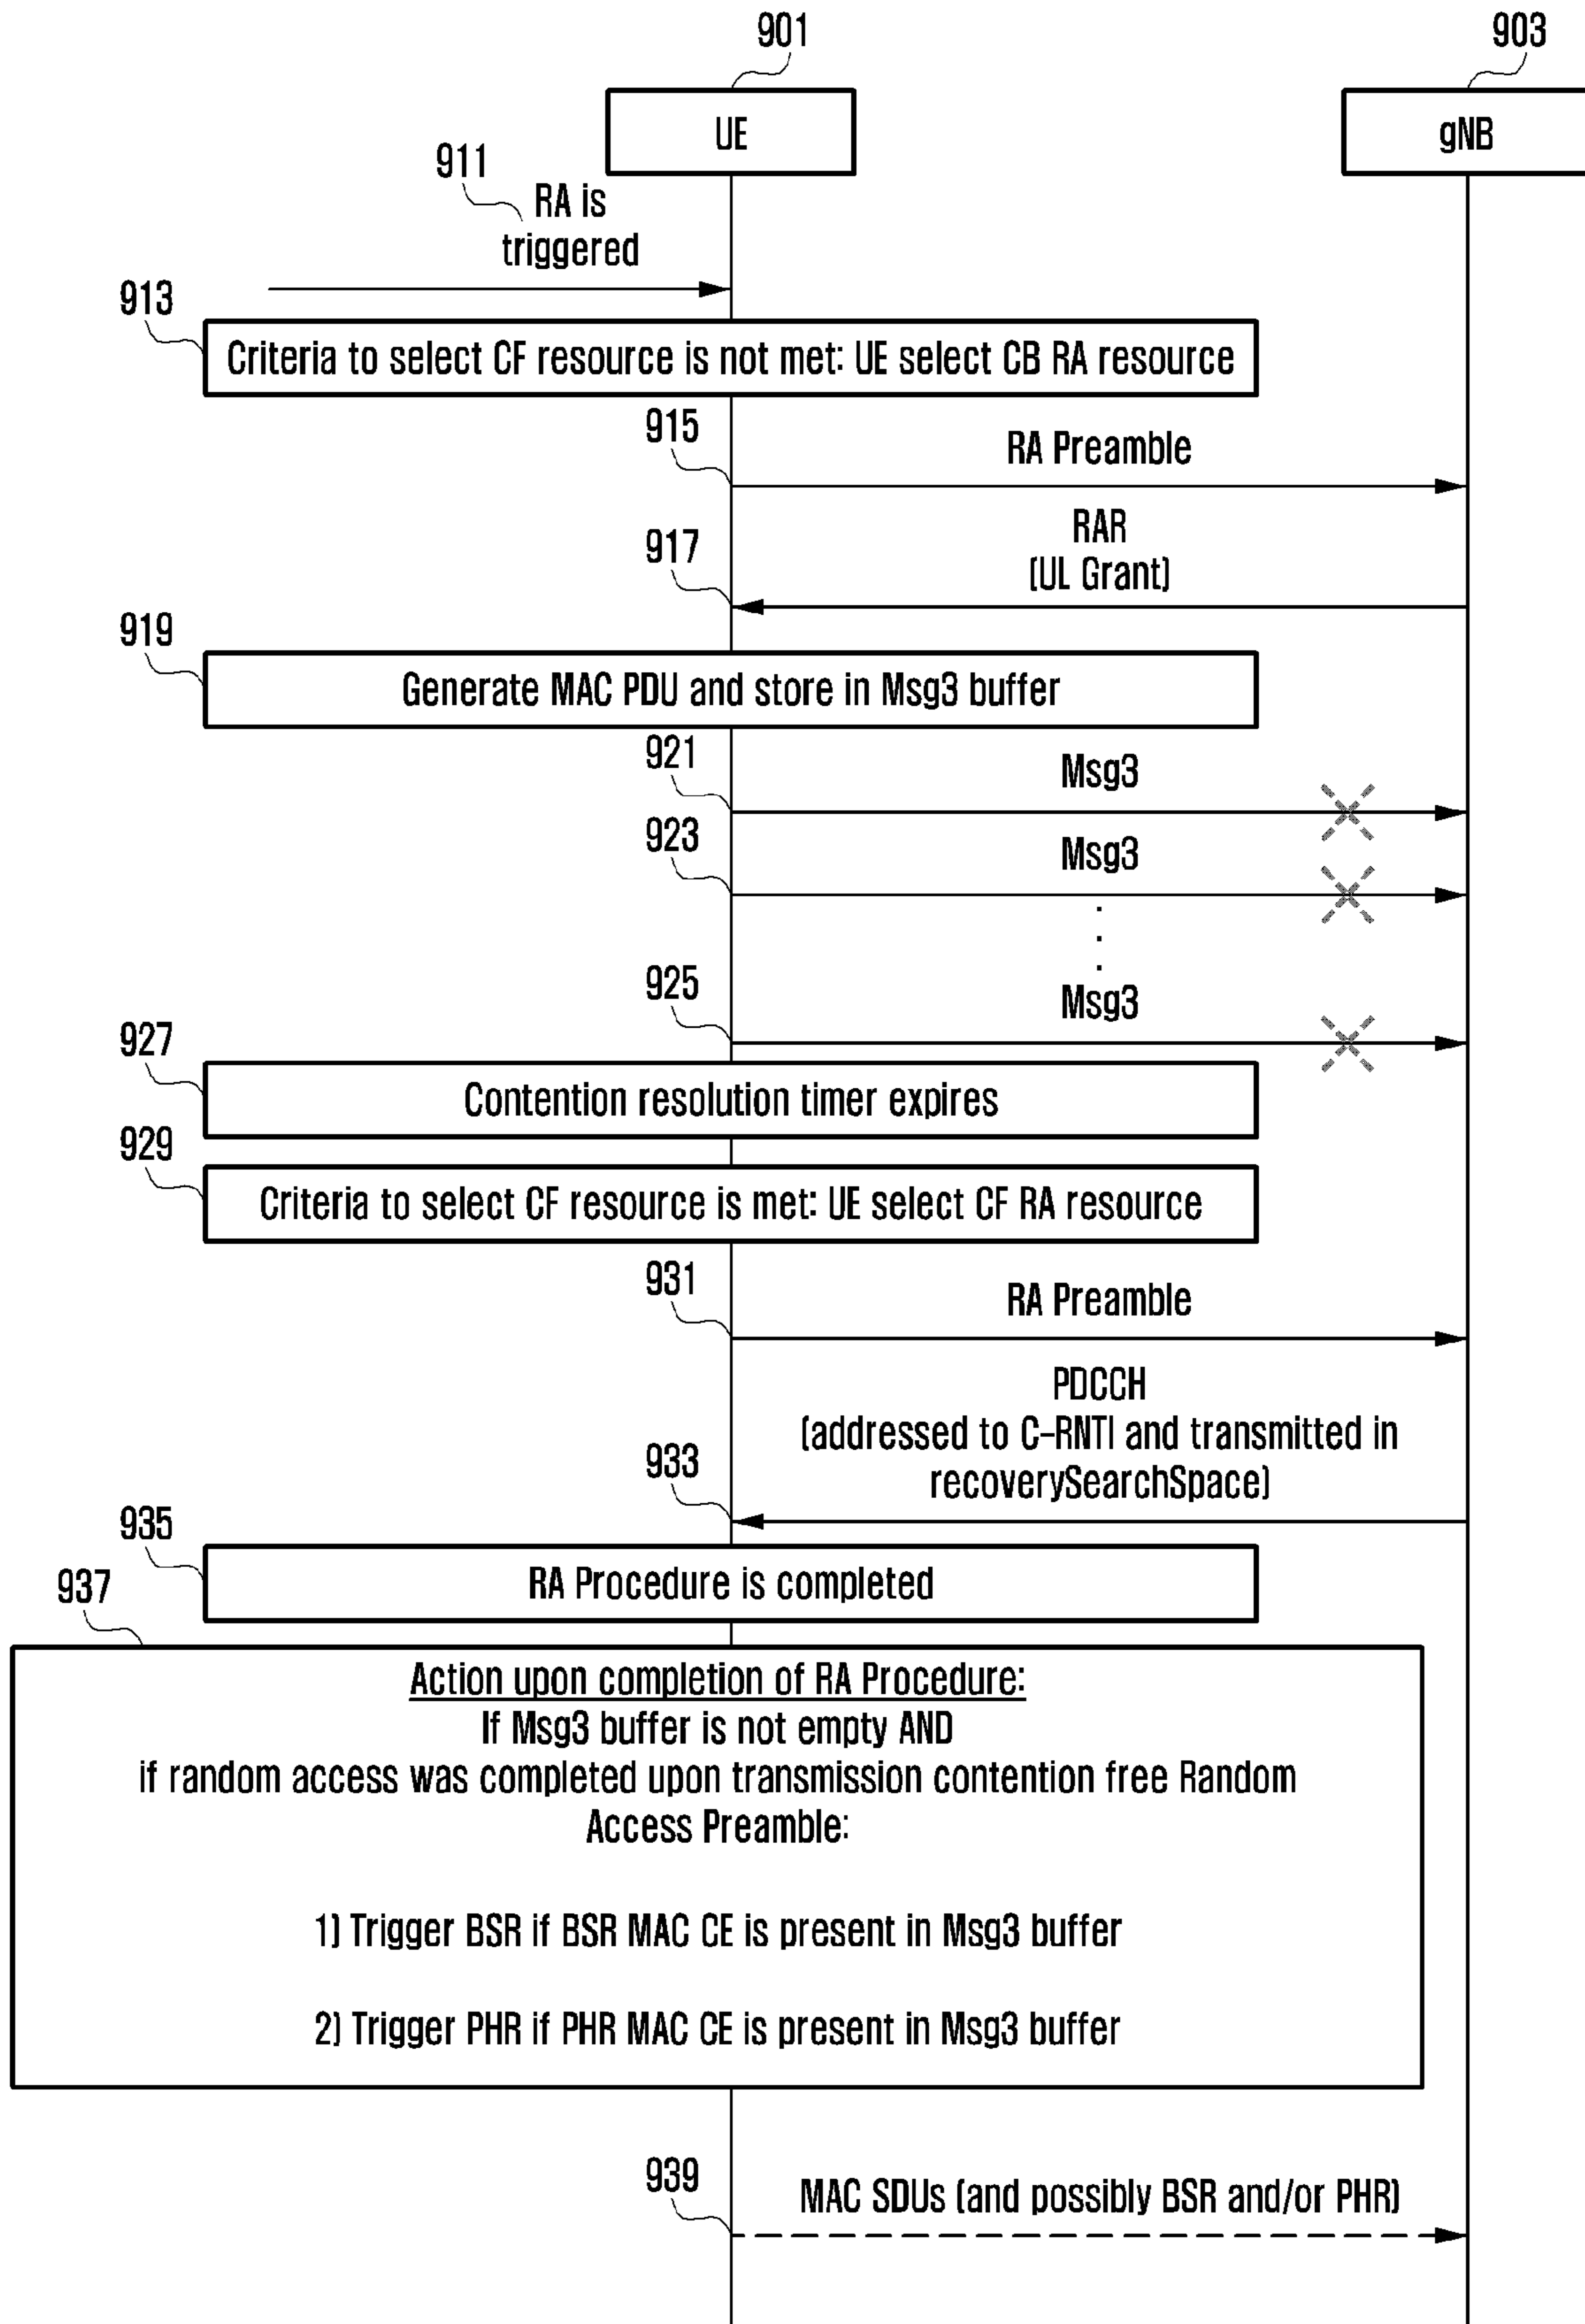 901
903
UE
gNB
911
RA is
triggered
913
Criteria to select CF resource is not met: UE select CB RA resource
915
RA Preamble
RAR
917
(UL Grant)
919
Generate MAC PDU and store in Msg3 buffer
921
Msg3
923
Msg3
925
Msg3
927
Contention resolution timer expires
929
Criteria to select CF resource is met: UE select CF RA resource
931
RA Preamble
PDCCH
(addressed to C-RNTI and transmitted in
933
recoverySearchSpace)
935
RA Procedure is completed
937
Action upon completion of RA Procedure:
If Msg3 buffer is not empty AND
if random access was completed upon transmission contention free Random
Access Preamble:
1) Trigger BSR if BSR MAC CE is present in Msg3 buffer
2) Trigger PHR if PHR MAC CE is present in Msg3 buffer
939
MAC SDUs (and possibly BSR and/or PHR)